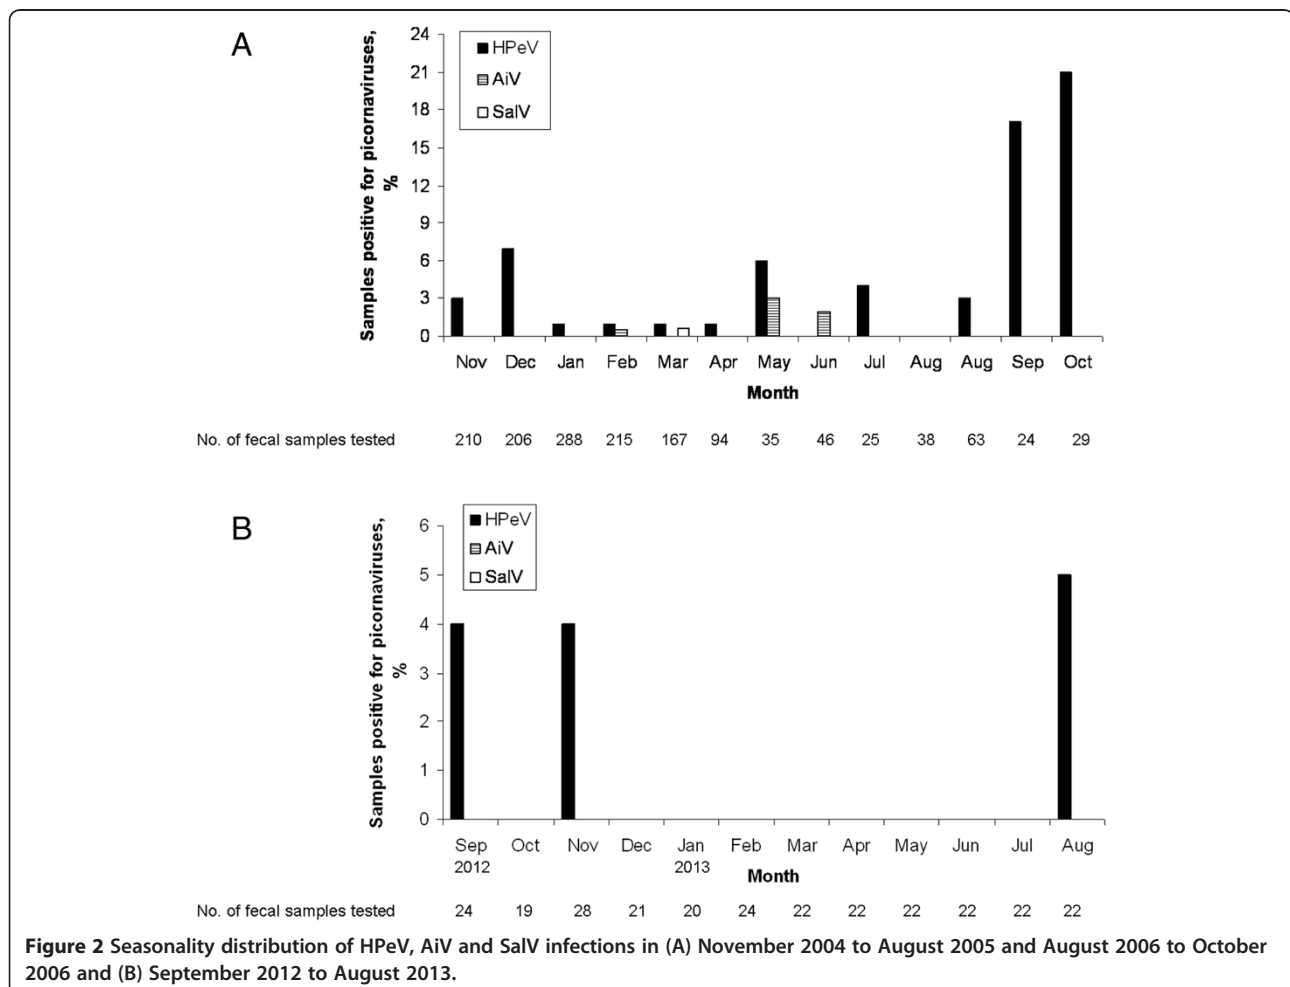 A
Samples positive for picornaviruses,
%
24
21
18
15
12
9
6
3
0
HPeV
AiV
SalV
Nov Dec Jan Feb Mar Apr May Jun Jul Aug Aug Sep Oct
Month
No. of fecal samples tested 210 206 288 215 167 94 35 46 25 38 63 24 29
B
Samples positive for picornaviruses,
%
6
5
4
3
2
1
0
HPeV
AiV
SalV
Sep Oct Nov Dec Jan Feb Mar Apr May Jun Jul Aug
2012 2013
Month
No. of fecal samples tested 24 19 28 21 20 24 22 22 22 22 22 22
Figure 2 Seasonality distribution of HPeV, AiV and SalV infections in (A) November 2004 to August 2005 and August 2006 to October
2006 and (B) September 2012 to August 2013.